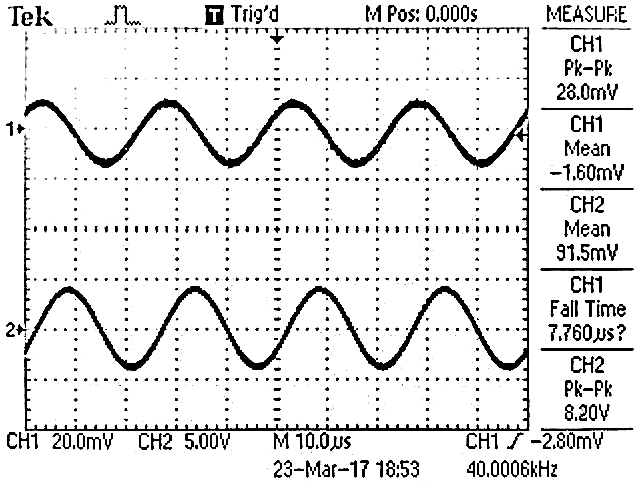 Tek T Trig'd M Pos: 0.000s MEASURE
CH1
Pk-Pk
28.0mV
CH1
Mean
-1.60mV
CH2
Mean
91.5mV
CH1
Fall Time
7.760µs?
CH2
Pk-Pk
8.20V
1
2
CH1 20.0mV CH2 5.00V M 10.0µs CH1 -2.80mV
23-Mar-17 18:53 40.0006kHz